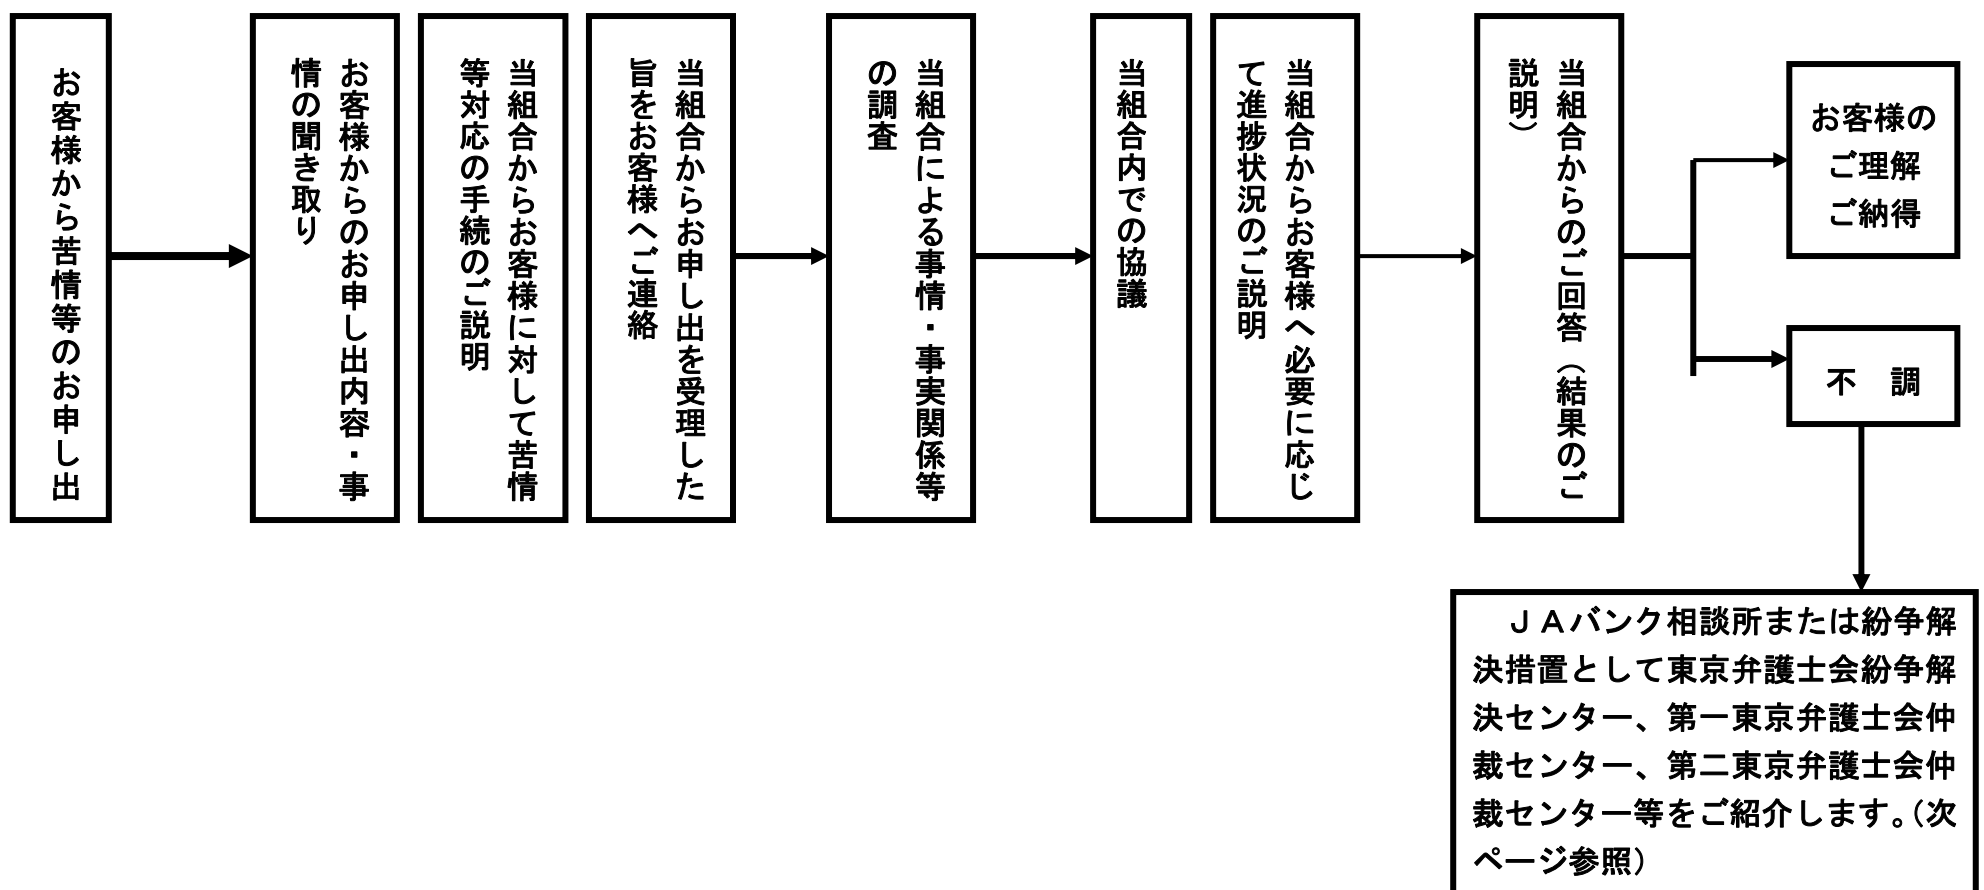 お客様から苦情等のお申し出
お客様からのお申し出内容・事
情の聞き取り
当組合からお客様に対して苦情
等対応の手続のご説明
当組合からお申し出を受理した
旨をお客様へご連絡
当組合による事情・事実関係等
の調査
当組合内での協議
当組合からお客様へ必要に応じ
て進捗状況のご説明
当組合からのご回答（結果のご
説明）
お客様の
ご理解
ご納得
不　調
ＪＡバンク相談所または紛争解
決措置として東京弁護士会紛争解
決センター、第一東京弁護士会仲
裁センター、第二東京弁護士会仲
裁センター等をご紹介します。（次
ページ参照）